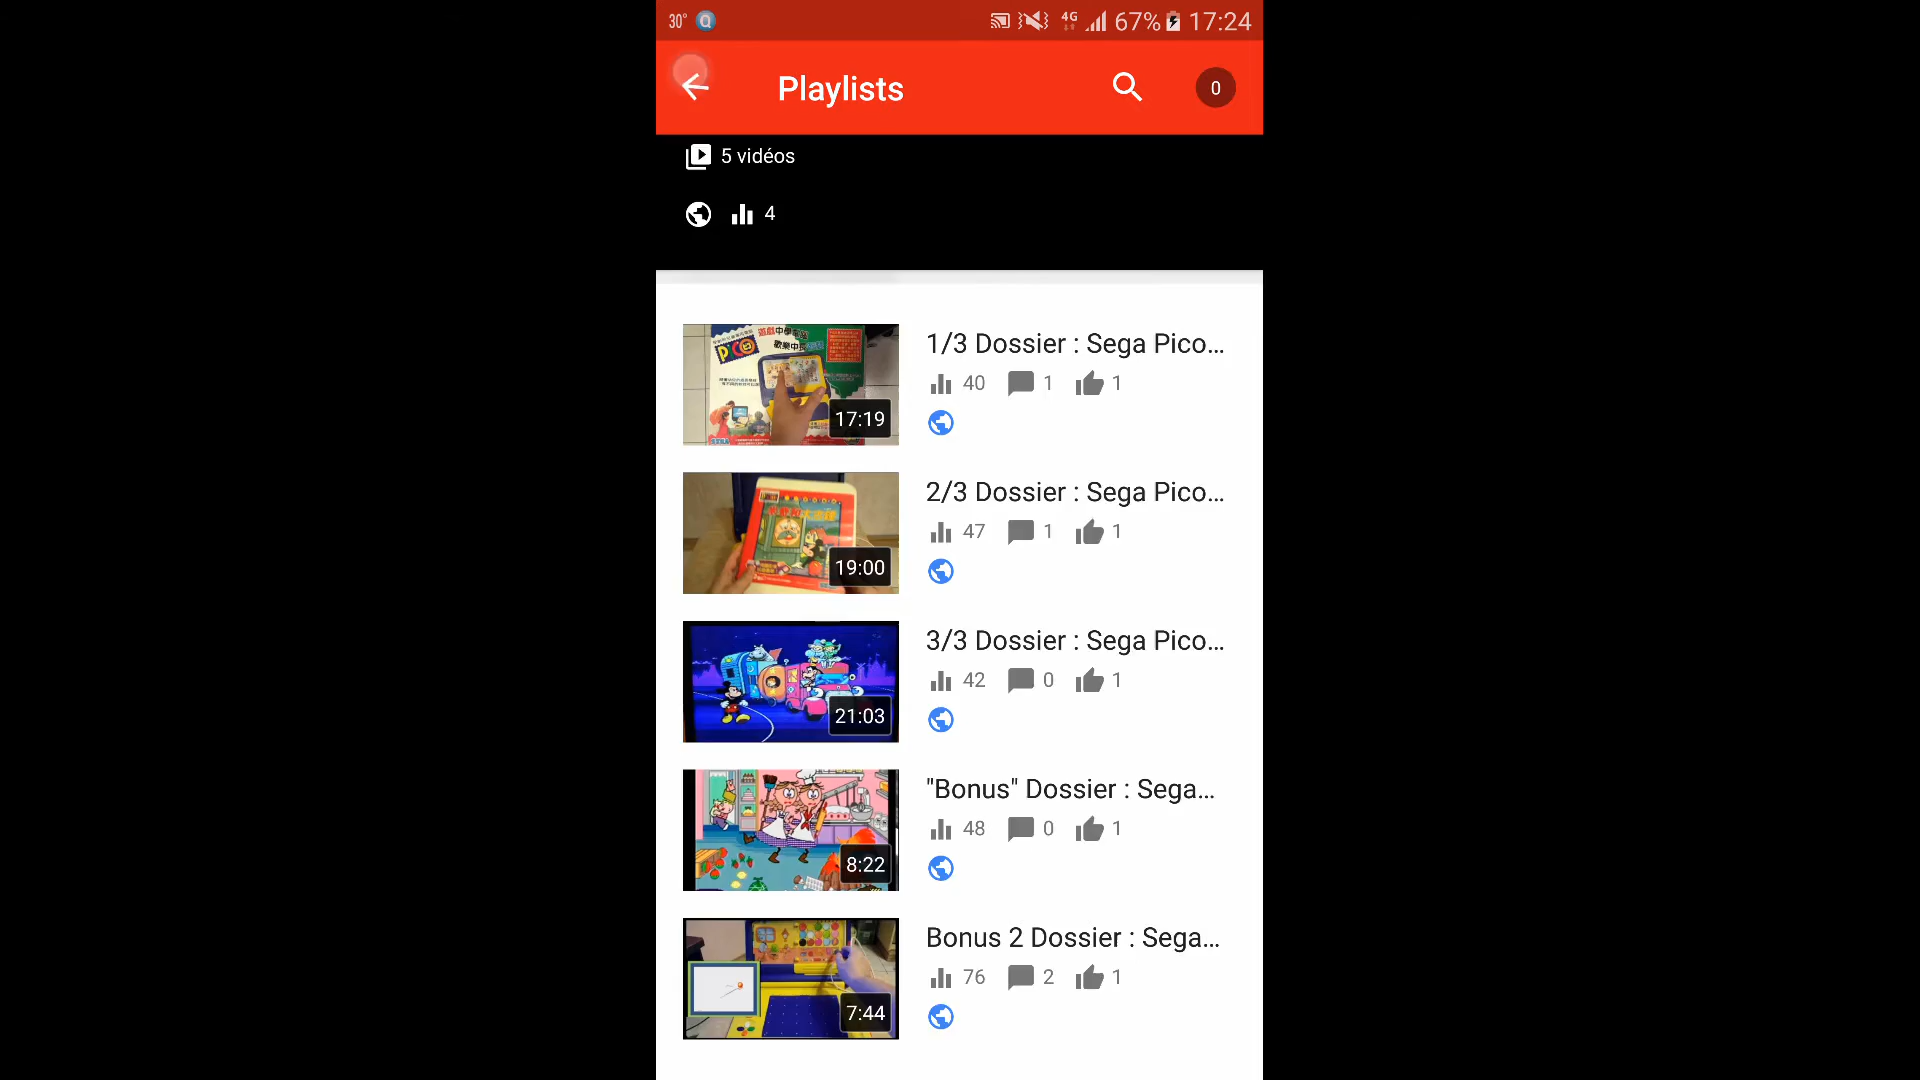 30° Q 4G 67% 17:24
Playlists 0
5 vidéos
4
1/3 Dossier : Sega Pico...
40 1 1
PICO
17:19
2/3 Dossier : Sega Pico...
47 1 1
19:00
3/3 Dossier : Sega Pico...
42 0 1
21:03
"Bonus" Dossier : Sega...
48 0 1
8:22
Bonus 2 Dossier : Sega...
76 2 1
7:44